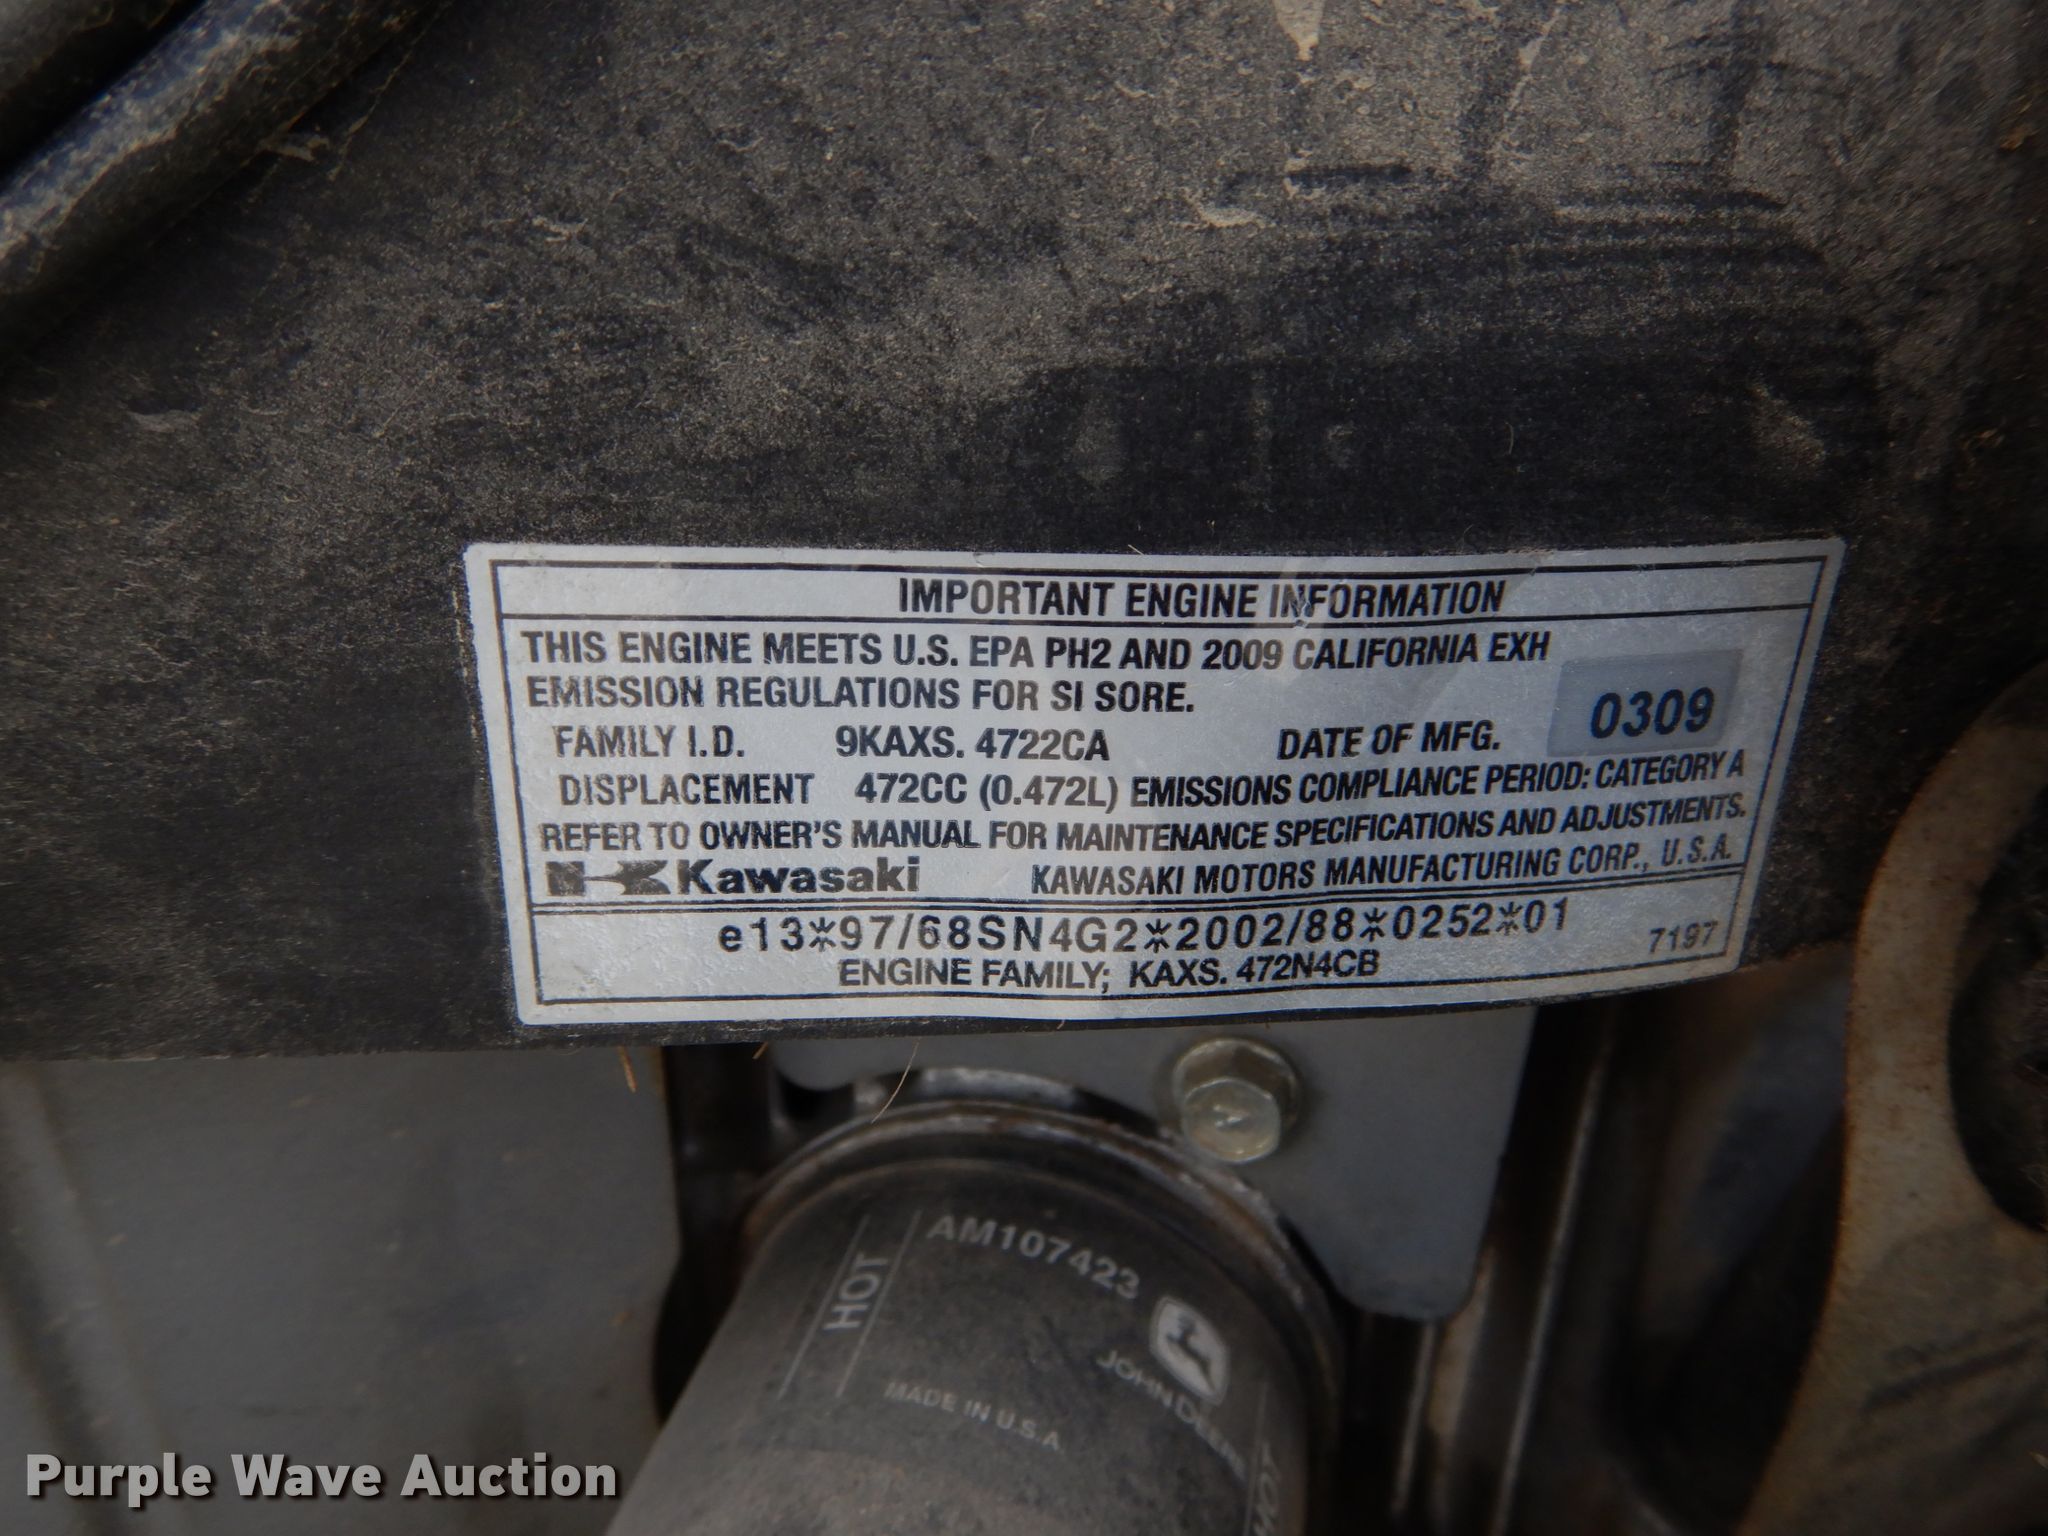 IMPORTANT ENGINE INFORMATION
THIS ENGINE MEETS U.S. EPA PH2 AND 2009 CALIFORNIA EXH
EMISSION REGULATIONS FOR SI SORE.
FAMILY I.D. 9KAXS. 4722CA DATE OF MFG. 0309
DISPLACEMENT 472CC (0.472L) EMISSIONS COMPLIANCE PERIOD: CATEGORY A
REFER TO OWNER'S MANUAL FOR MAINTENANCE SPECIFICATIONS AND ADJUSTMENTS.
Kawasaki KAWASAKI MOTORS MANUFACTURING CORP., U.S.A.
e13*97/68SN4G2*2002/88*0252*01
ENGINE FAMILY; KAXS. 472N4CB 7197
HOT
AM107423
JOHN DEERE
MADE IN U.S.A.
Purple Wave Auction